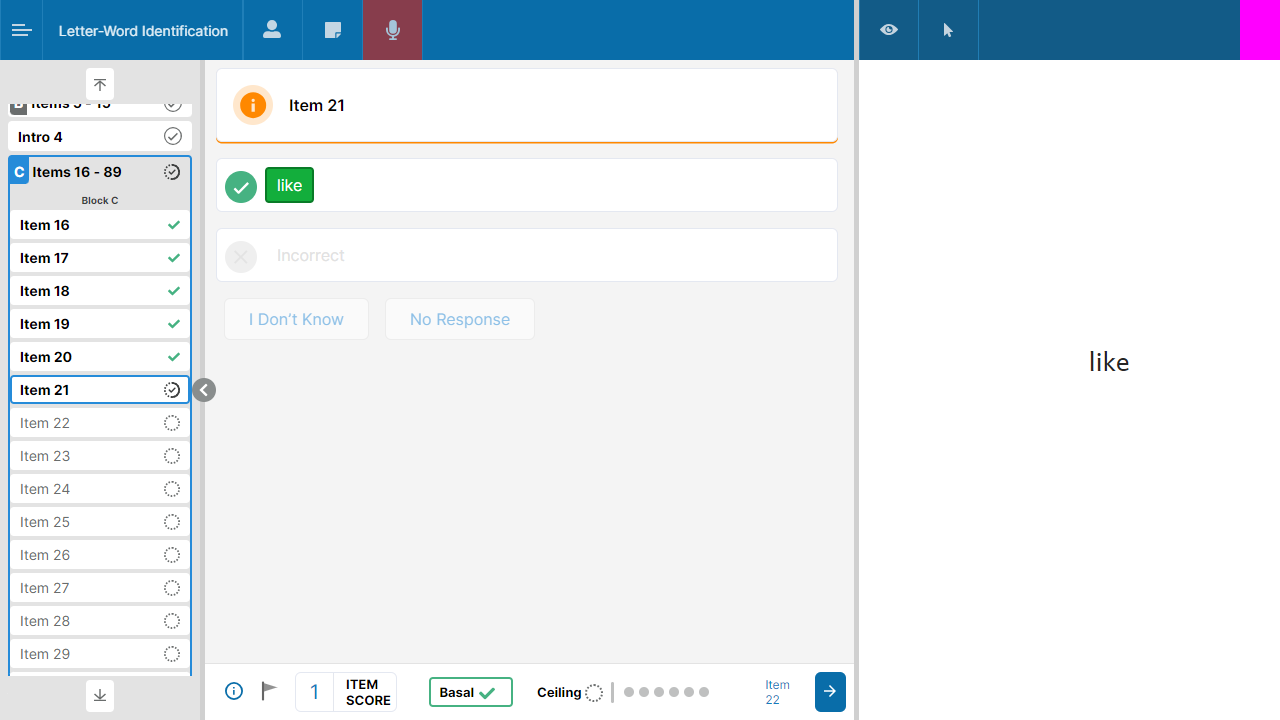 Letter-Word Identification
Items 5 - 15
Intro 4
C Items 16 - 89
Block C
Item 16
Item 17
Item 18
Item 19
Item 20
Item 21
Item 22
Item 23
Item 24
Item 25
Item 26
Item 27
Item 28
Item 29
Item 21
like
Incorrect
I Don't Know
No Response
1
ITEM
SCORE
Basal
Ceiling
Item
22
like